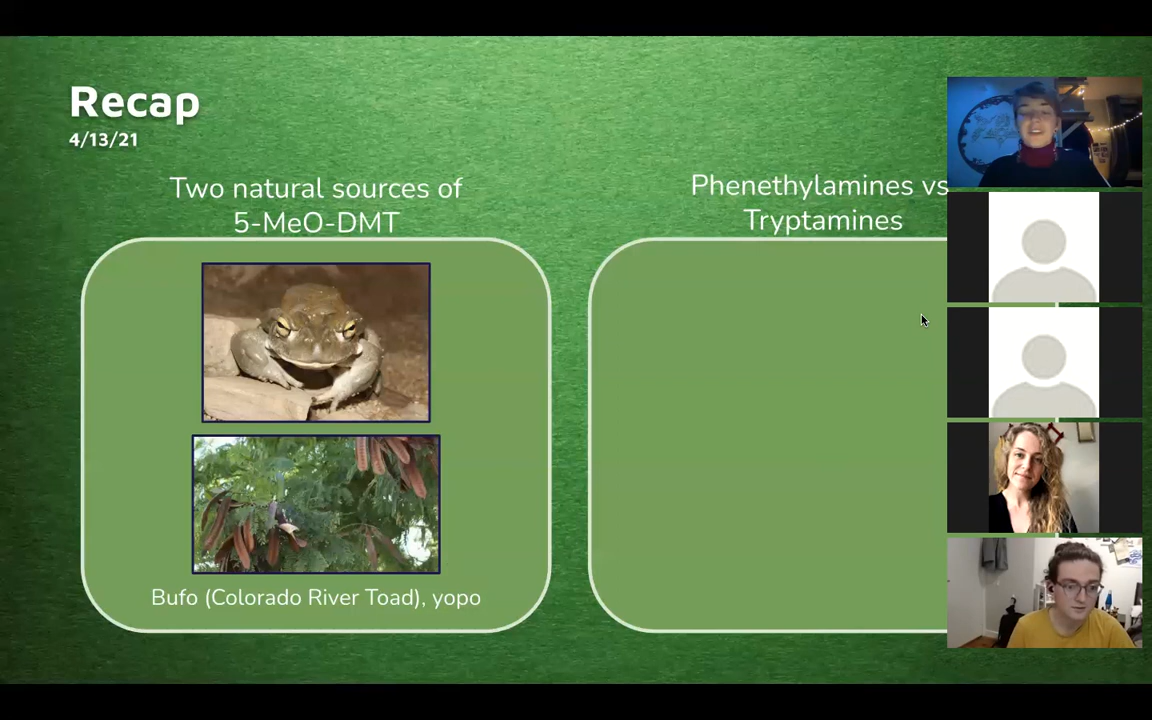 Recap
4/13/21
Two natural sources of
5-MeO-DMT
Phenethylamines vs
Tryptamines
Bufo (Colorado River Toad), yopo